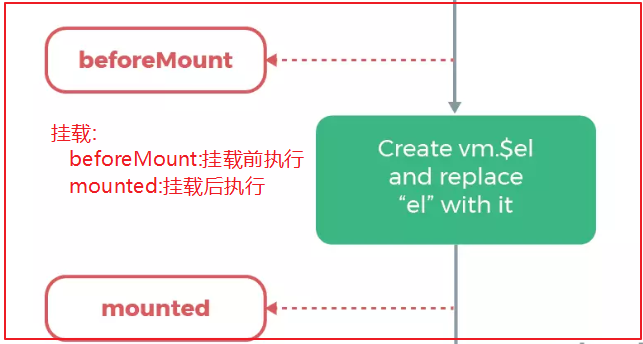 beforeMount
挂载:
beforeMount:挂载前执行
mounted:挂载后执行
Create vm.$el
and replace
“el” with it
mounted